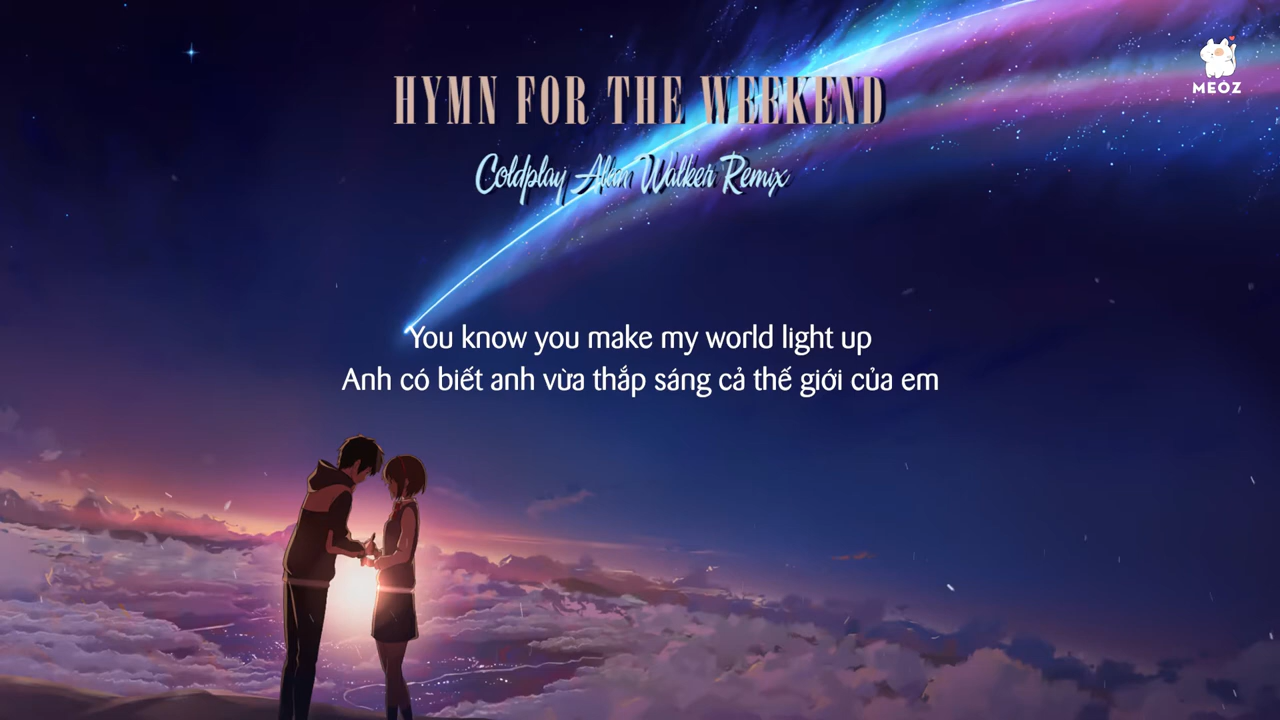 HYMN FOR THE WEEKEND
Coldplay Alan Walker Remix
MEOZ
You know you make my world light up
Anh có biết anh vừa thắp sáng cả thế giới của em